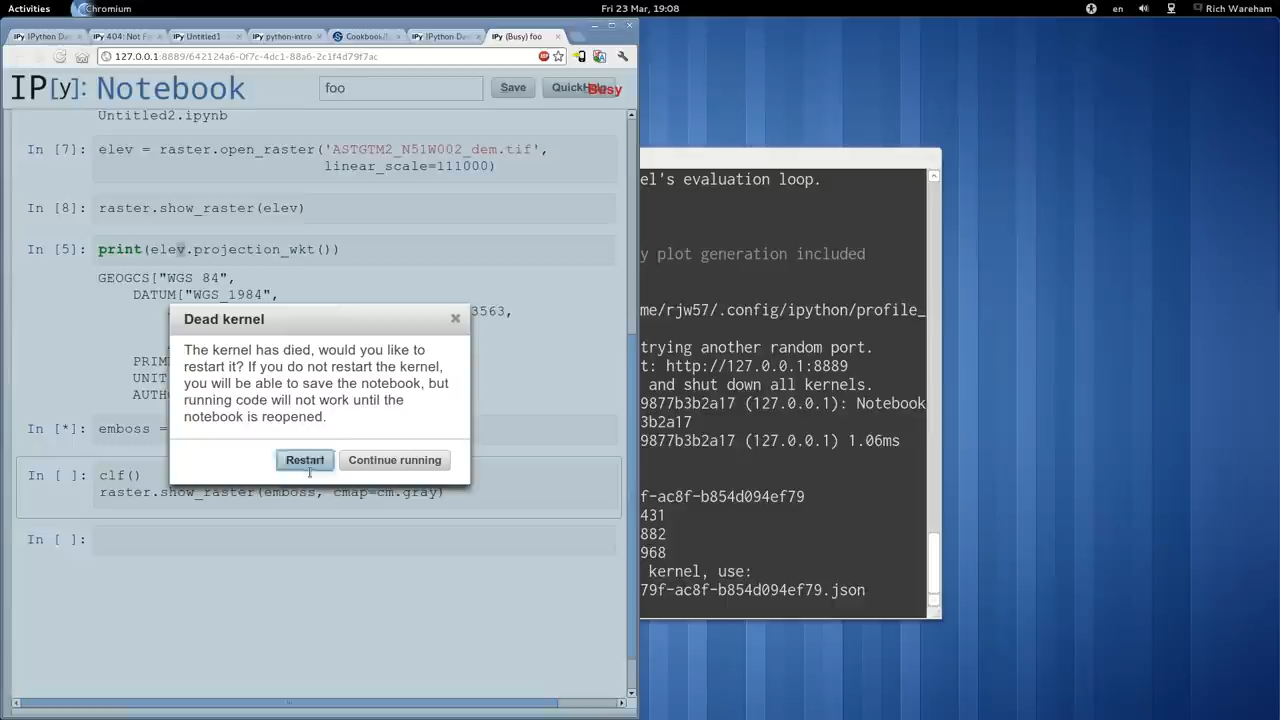 Activities
Chromium
Fri 23 Mar, 19:08
en
Rich Wareham
IPy IPython Da
IPy 404: Not F
IPy Untitled1
IPy python-intro
Cookbook/
IPy IPython Da
IPy (Busy) foo
127.0.0.1:8889/642124a6-0f7c-4dc1-88a6-2c1f4d79f7ac
IP[y]: Notebook
foo
Save
QuickHelp
Busy
Untitled2.ipynb
In [7]: elev = raster.open_raster('ASTGTM2_N51W002_dem.tif',
linear_scale=111000)
In [8]: raster.show_raster(elev)
In [5]: print(elev.projection_wkt())
GEOGCS["WGS 84",
DATUM["WGS_1984",
3563,
PRIM
UNIT
AUTH
In [*]: emboss =
In [ ]: clf()
raster.show_raster(emboss, cmap=cm.gray)
In [ ]:
Dead kernel
The kernel has died, would you like to
restart it? If you do not restart the kernel,
you will be able to save the notebook, but
running code will not work until the
notebook is reopened.
Restart
Continue running
el's evaluation loop.
y plot generation included
me/rjw57/.config/ipython/profile_
trying another random port.
t: http://127.0.0.1:8889
and shut down all kernels.
9877b3b2a17 (127.0.0.1): Notebook
3b2a17
9877b3b2a17 (127.0.0.1) 1.06ms
f-ac8f-b854d094ef79
431
882
968
kernel, use:
79f-ac8f-b854d094ef79.json